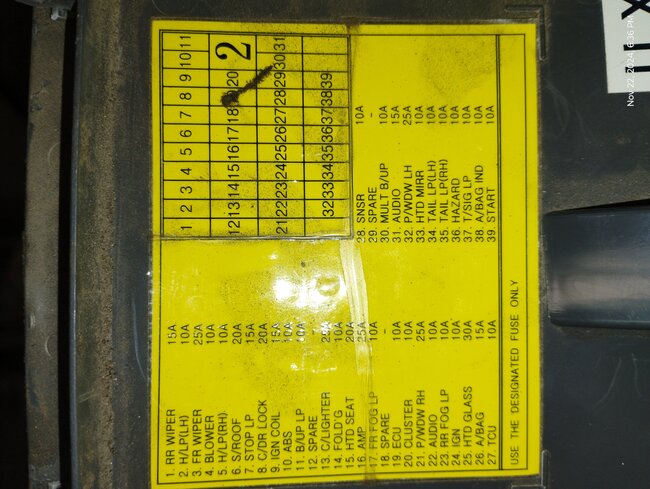 1 2 3 4 5 6 7 8 9 10 11
12 13 14 15 16 17 18 20 2
21 22 23 24 25 26 27 28 29 30 31
32 33 34 35 36 37 38 39
1. RR WIPER 15A
2. H/LP(LH) 10A
3. FR WIPER 25A
4. BLOWER 10A
5. H/LP(RH) 10A
6. S/ROOF 20A
7. STOP LP 15A
8. C/DR LOCK 20A
9. IGN COIL 15A
10. ABS 10A
11. B/UP LP 10A
12. SPARE -
13. C/LIGHTER 25A
14. FOLD'G 10A
15. HTD SEAT 20A
16. AMP 25A
17. FR FOG LP 10A
18. SPARE -
19. ECU 10A
20. CLUSTER 10A
21. P/WDW RH 25A
22. AUDIO 10A
23. RR FOG LP 10A
24. IGN 10A
25. HTD GLASS 30A
26. A/BAG 15A
27. TCU 10A
28. SNSR 10A
29. SPARE -
30. MULT B/UP 10A
31. AUDIO 15A
32. P/WDW LH 25A
33. HTD MIRR 10A
34. TAIL LP(LH) 10A
35. TAIL LP(RH) 10A
36. HAZARD 10A
37. T/SIG LP 10A
38. A/BAG IND 10A
39. START 10A
USE THE DESIGNATED FUSE ONLY
Nov 22, 2024, 6:36 PM